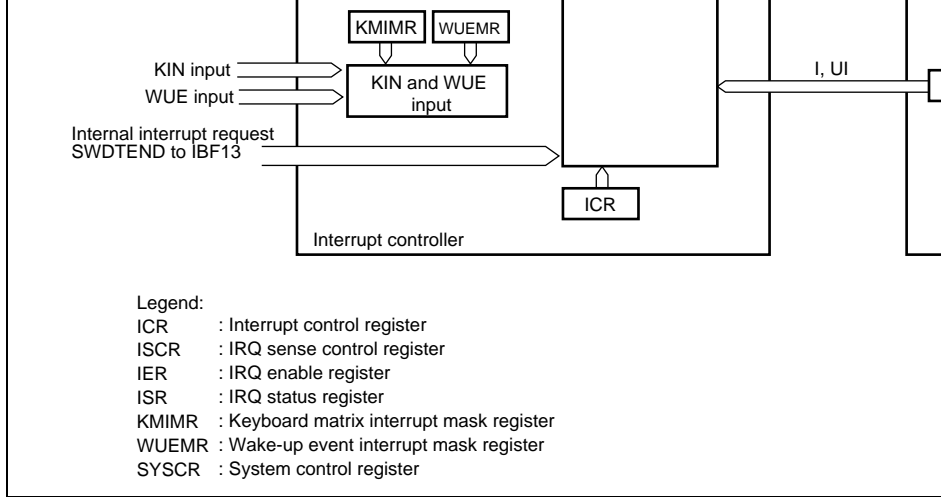 KMIMR WUEMR
KIN input
WUE input
KIN and WUE
input
I, UI
Internal interrupt request
SWDTEND to IBF13
ICR
Interrupt controller
Legend:
ICR : Interrupt control register
ISCR : IRQ sense control register
IER : IRQ enable register
ISR : IRQ status register
KMIMR : Keyboard matrix interrupt mask register
WUEMR : Wake-up event interrupt mask register
SYSCR : System control register